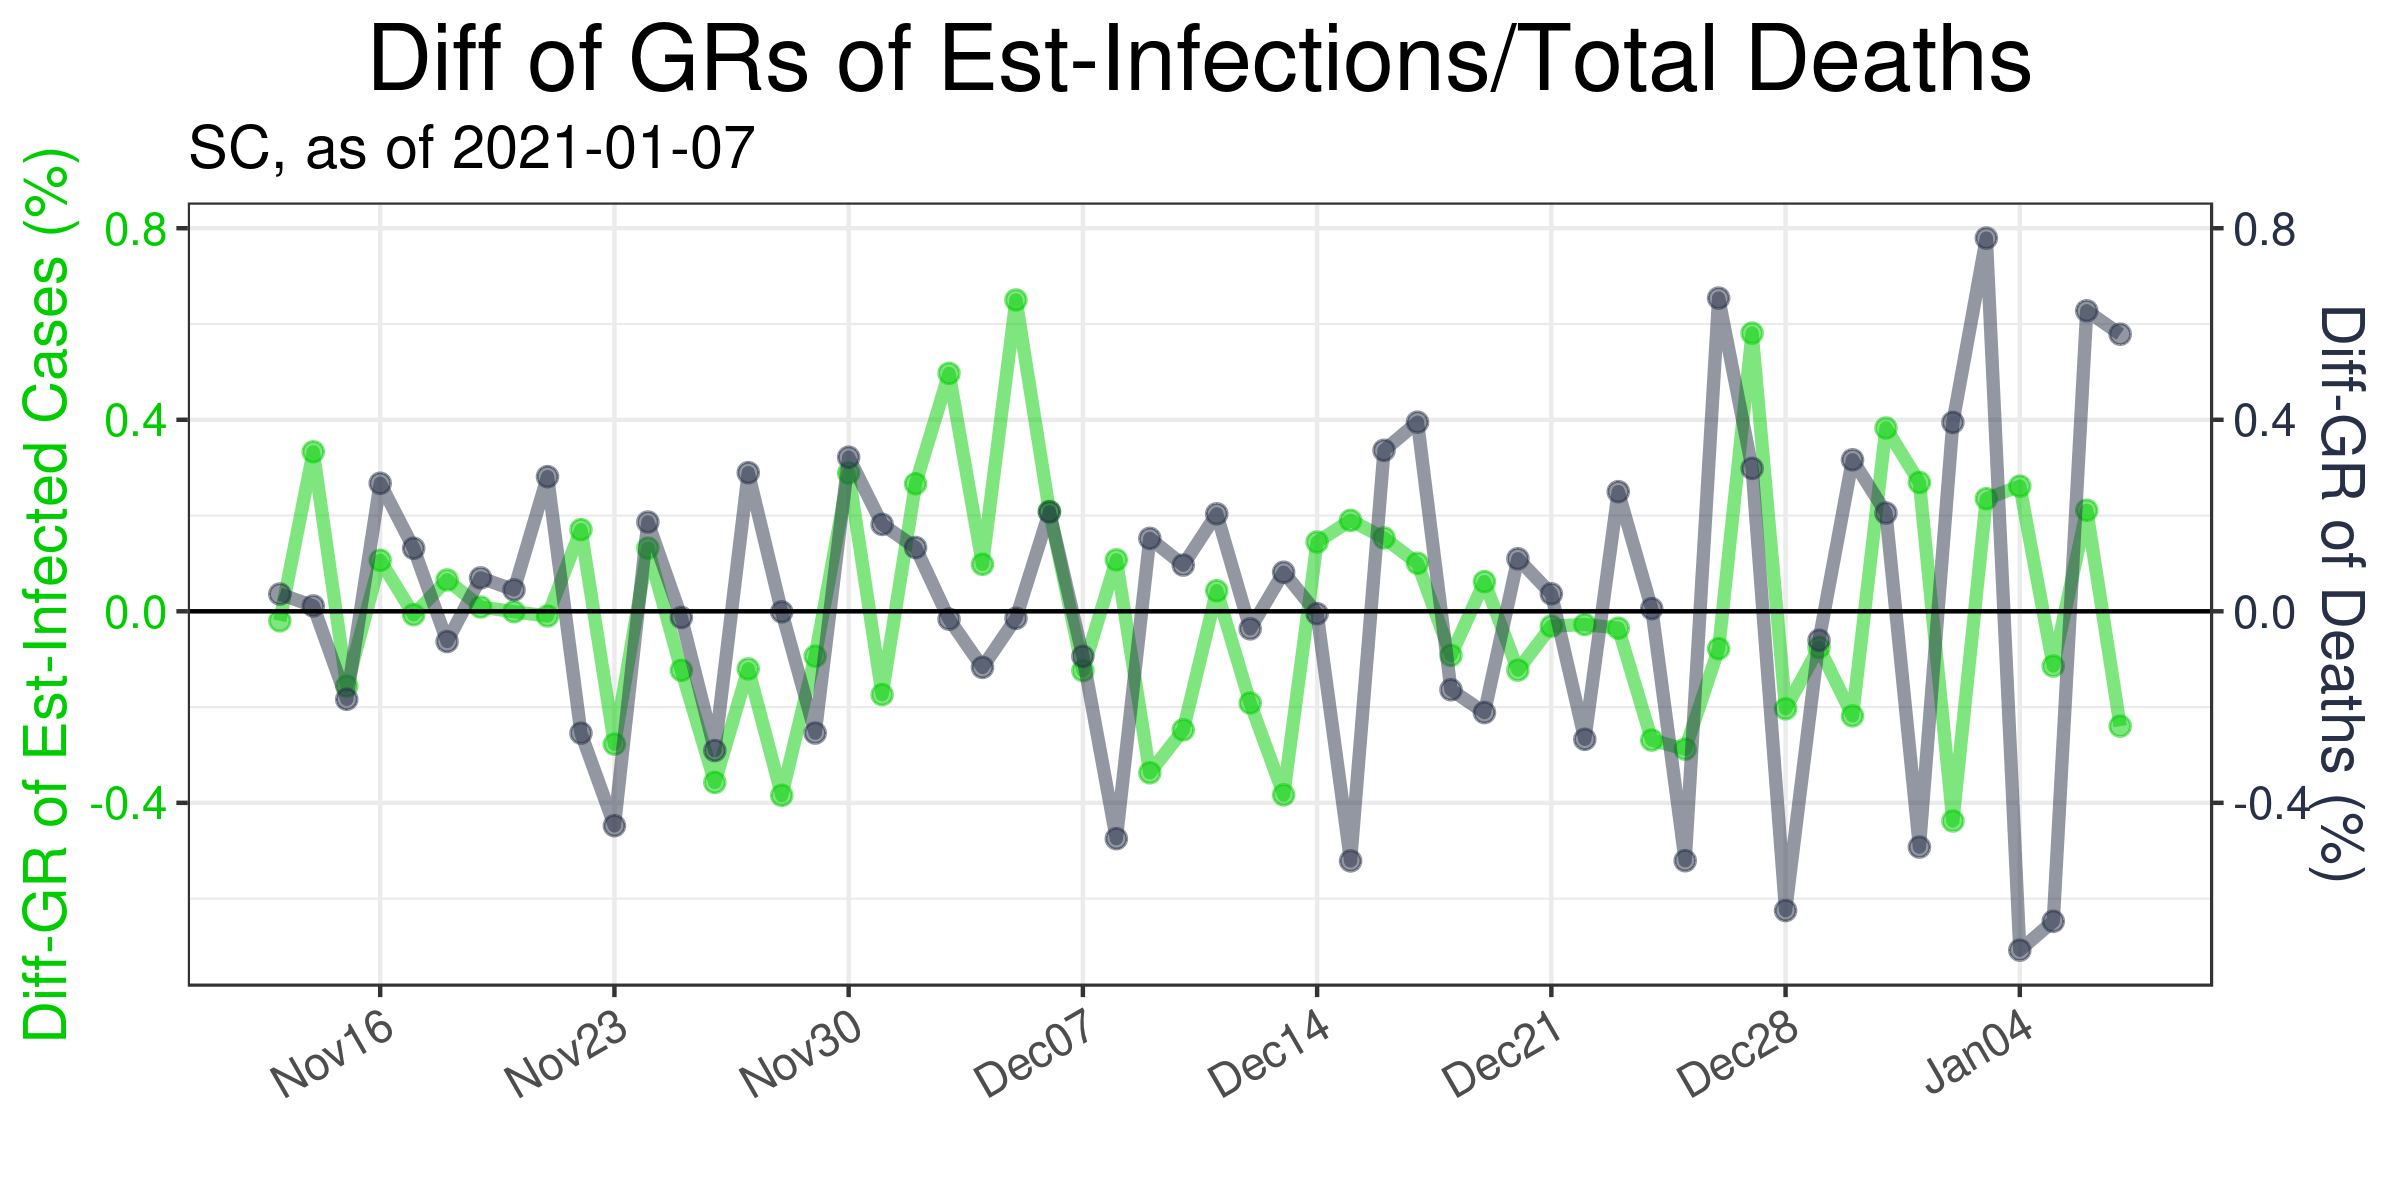 Diff of GRs of Est-Infections/Total Deaths
SC, as of 2021-01-07
Diff-GR of Est-Infected Cases (%)
0.8
0.4
0.0
-0.4
0.8
0.4
0.0
-0.4
Diff-GR of Deaths (%)
Nov16
Nov23
Nov30
Dec07
Dec14
Dec21
Dec28
Jan04